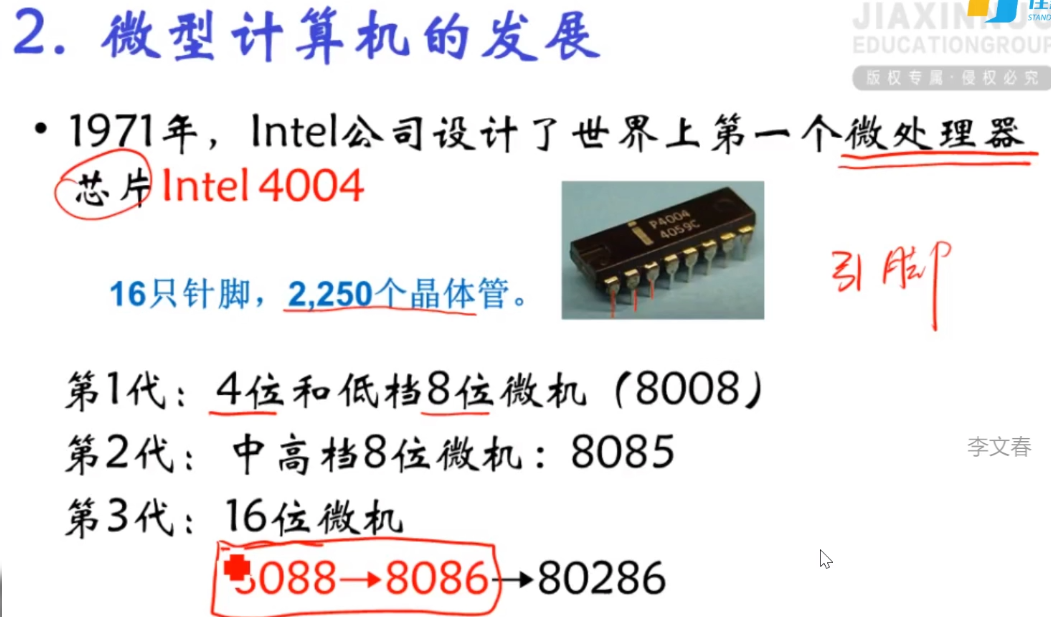 2. 微型计算机的发展
JIAXINNUO
EDUCATIONGROUP
版权专属·侵权必究
• 1971年，Intel公司设计了世界上第一个微处理器
芯片Intel 4004
P4004
4059C
引脚
16只针脚，2,250个晶体管。
第1代：4位和低档8位微机（8008）
第2代：中高档8位微机：8085
李文春
第3代：16位微机
8088→8086→80286